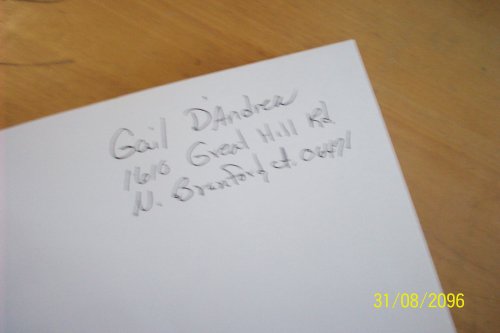 Gail D'Andrea
1610 Great Hill Rd
N. Branford, Ct. 06471
31/08/2096